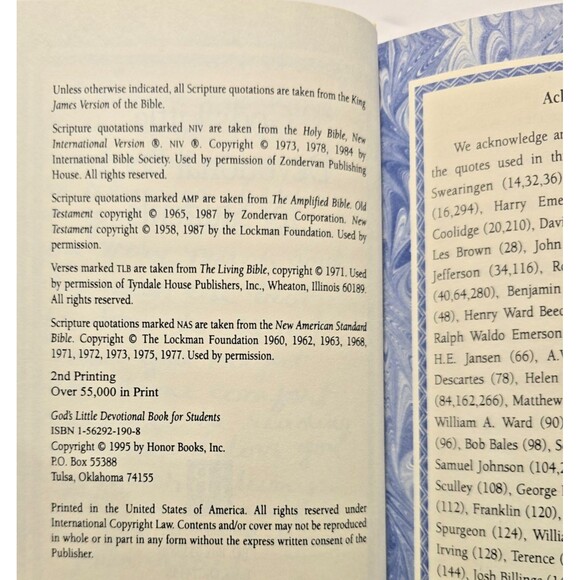 Unless otherwise indicated, all Scripture quotations are taken from the King
James Version of the Bible.
Scripture quotations marked NIV are taken from the Holy Bible, New
International Version ®. NIV ®. Copyright © 1973, 1978, 1984 by
International Bible Society. Used by permission of Zondervan Publishing
House. All rights reserved.
Scripture quotations marked AMP are taken from The Amplified Bible. Old
Testament copyright © 1965, 1987 by Zondervan Corporation. New
Testament copyright © 1958, 1987 by the Lockman Foundation. Used by
permission.
Verses marked TLB are taken from The Living Bible, copyright © 1971. Used
by permission of Tyndale House Publishers, Inc., Wheaton, Illinois 60189.
All rights reserved.
Scripture quotations marked NAS are taken from the New American Standard
Bible. Copyright © The Lockman Foundation 1960, 1962, 1963, 1968,
1971, 1972, 1973, 1975, 1977. Used by permission.
2nd Printing
Over 55,000 in Print
God's Little Devotional Book for Students
ISBN 1-56292-190-8
Copyright © 1995 by Honor Books, Inc.
P.O. Box 55388
Tulsa, Oklahoma 74155
Printed in the United States of America. All rights reserved under
International Copyright Law. Contents and/or cover may not be reproduced
in whole or in part in any form without the express written consent of the
Publisher.
Ack
We acknowledge an
the quotes used in th
Swearingen (14,32,36)
(16,294), Harry Eme
Coolidge (20,210), Davi
Les Brown (28), John
Jefferson (34,116), Ro
(40,64,280), Benjamin
(48), Henry Ward Beec
Ralph Waldo Emerson
H.E. Jansen (66), A.W
Descartes (78), Helen
(84,162,266), Matthew
William A. Ward (90)
(96), Bob Bales (98), S
Samuel Johnson (104,2
Sculley (108), George
(112), Franklin (120),
Spurgeon (124), Willia
Irving (128), Terence (
(144), Josh Billings (1